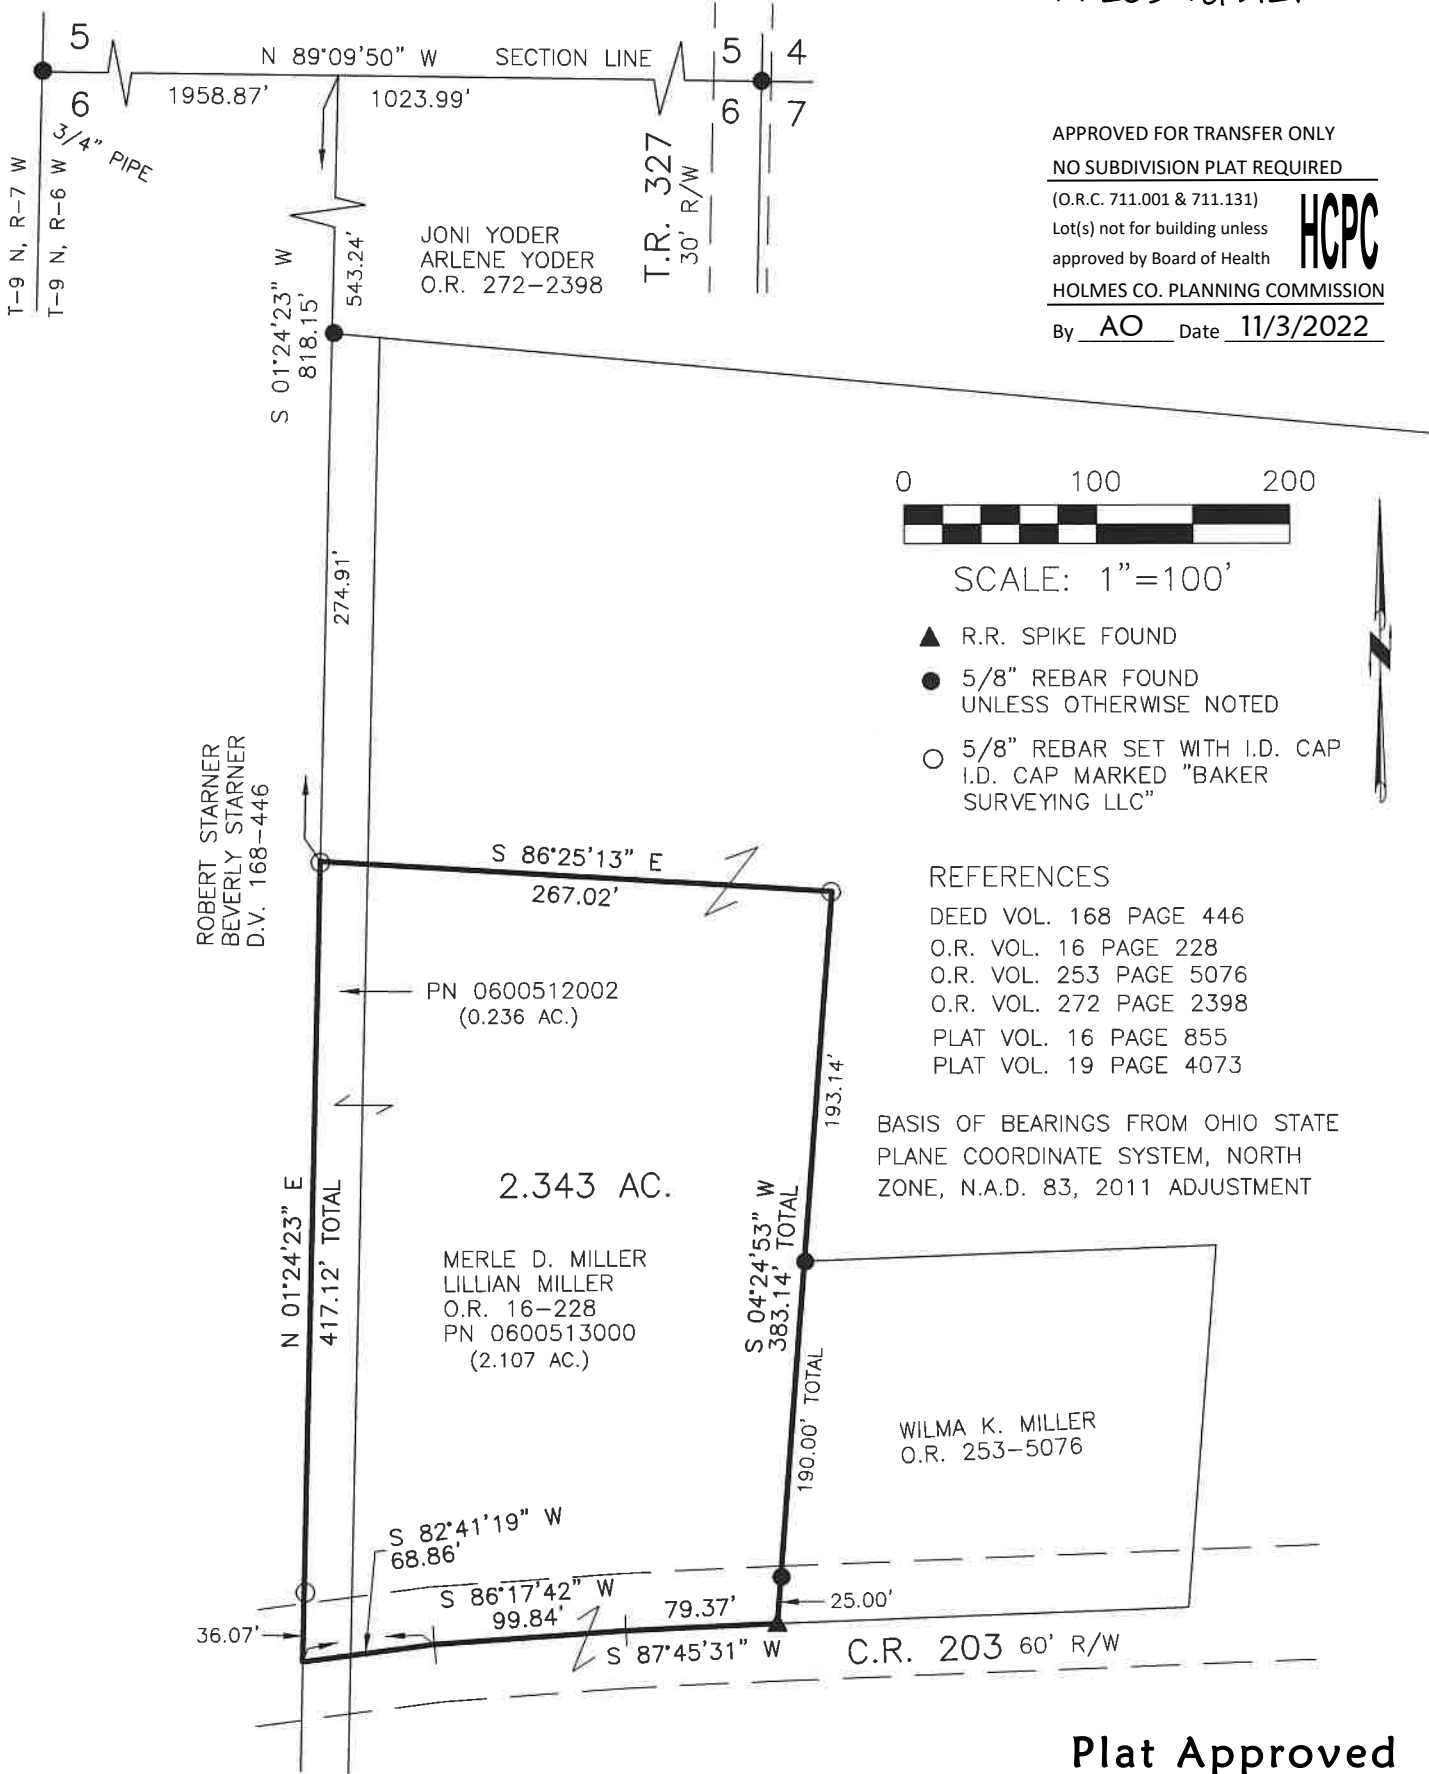 5
N 89°09'50" W
SECTION LINE
5
4
6
1958.87'
1023.99'
6
7
3/4" PIPE
T-9 N, R-7 W
T-9 N, R-6 W
T.R. 327
30' R/W
APPROVED FOR TRANSFER ONLY
NO SUBDIVISION PLAT REQUIRED
(O.R.C. 711.001 & 711.131)
Lot(s) not for building unless
approved by Board of Health
HCPC
HOLMES CO. PLANNING COMMISSION
By AO Date 11/3/2022
JONI YODER
ARLENE YODER
O.R. 272-2398
S 01°24'23" W
818.15'
543.24'
0 100 200
SCALE: 1"=100'
274.91'
R.R. SPIKE FOUND
5/8" REBAR FOUND
UNLESS OTHERWISE NOTED
5/8" REBAR SET WITH I.D. CAP
I.D. CAP MARKED "BAKER
SURVEYING LLC"
N
ROBERT STARNER
BEVERLY STARNER
D.V. 168-446
S 86°25'13" E
267.02'
REFERENCES
DEED VOL. 168 PAGE 446
O.R. VOL. 16 PAGE 228
O.R. VOL. 253 PAGE 5076
O.R. VOL. 272 PAGE 2398
PLAT VOL. 16 PAGE 855
PLAT VOL. 19 PAGE 4073
PN 0600512002
(0.236 AC.)
193.14'
BASIS OF BEARINGS FROM OHIO STATE
PLANE COORDINATE SYSTEM, NORTH
ZONE, N.A.D. 83, 2011 ADJUSTMENT
2.343 AC.
N 01°24'23" E
417.12' TOTAL
S 04°24'53" W
383.14' TOTAL
MERLE D. MILLER
LILLIAN MILLER
O.R. 16-228
PN 0600513000
(2.107 AC.)
190.00' TOTAL
WILMA K. MILLER
O.R. 253-5076
S 82°41'19" W
68.86'
S 86°17'42" W
99.84'
79.37'
25.00'
36.07'
S 87°45'31" W
C.R. 203 60' R/W
Plat Approved